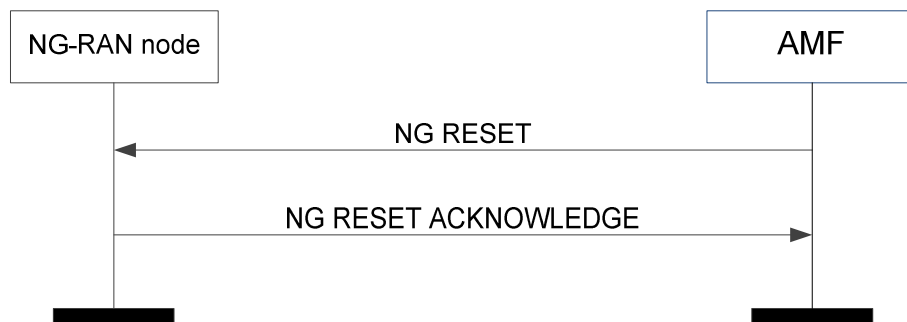 NG-RAN node
AMF
NG RESET
NG RESET ACKNOWLEDGE